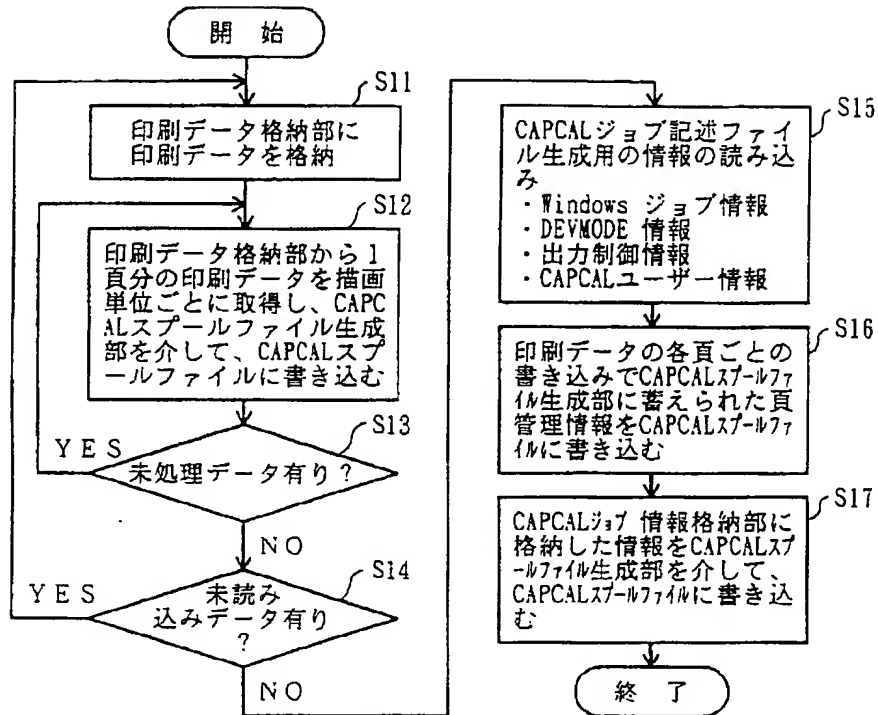 開 始
S11
印刷データ格納部に
印刷データを格納
S12
印刷データ格納部から1
頁分の印刷データを描画
単位ごとに取得し、CAPC
ALスプールファイル生成
部を介して、CAPCALスプ
ールファイルに書き込む
S13
YES
未処理データ有り?
NO
S14
YES
未読み
込みデータ有り
?
NO
S15
CAPCALジョブ記述ファイ
ル生成用の情報の読み込
み
・Windows ジョブ情報
・DEVMODE 情報
・出力制御情報
・CAPCALユーザー情報
S16
印刷データの各頁ごとの
書き込みでCAPCALスプールファ
イル生成部に蓄えられた頁
管理情報をCAPCALスプールファ
イルに書き込む
S17
CAPCALジョブ 情報格納部に
格納した情報をCAPCALスプ
ールファイル生成部を介して、
CAPCALスプールファイルに書き込
む
終 了